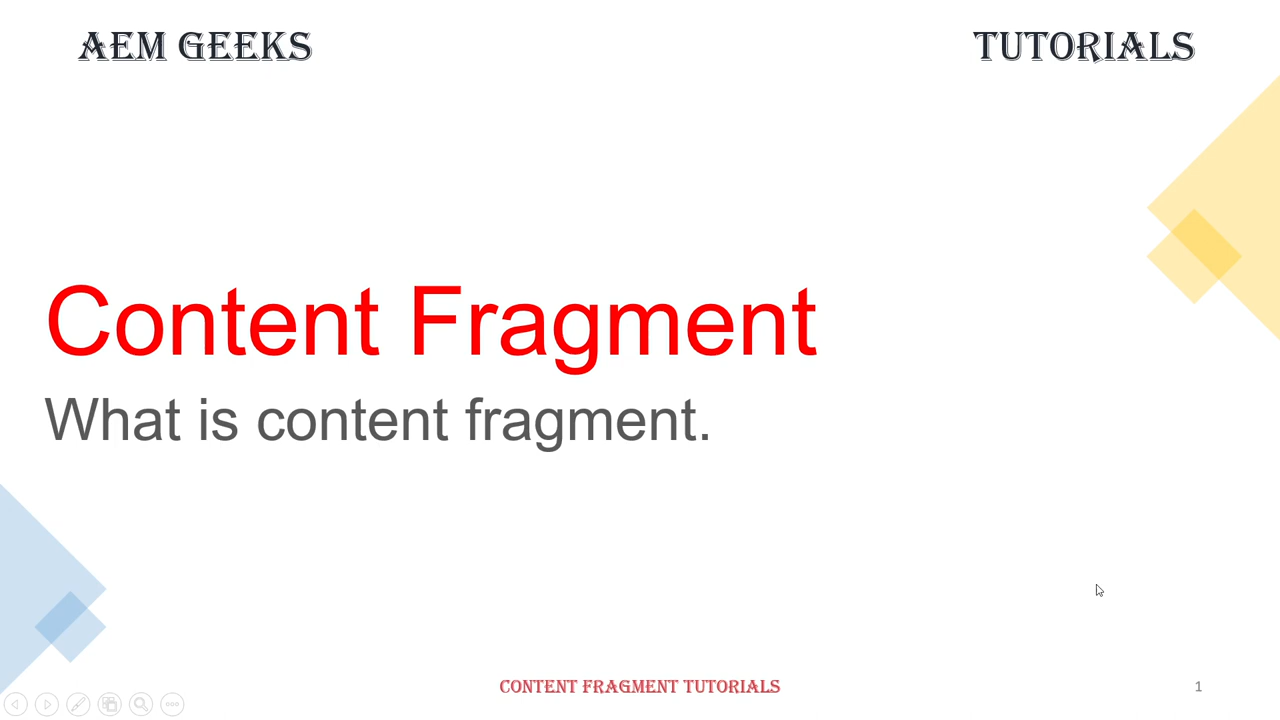 AEM GEEKS
TUTORIALS
Content Fragment
What is content fragment.
CONTENT FRAGMENT TUTORIALS
1